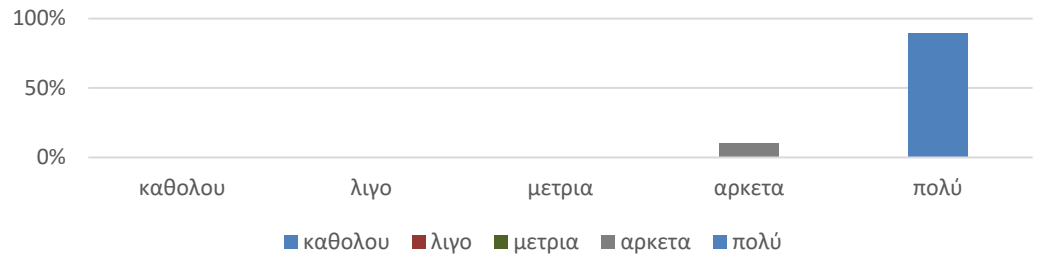 100%
50%
0%
καθολου λιγο μετρια αρκετα πολύ
καθολου λιγο μετρια αρκετα πολύ